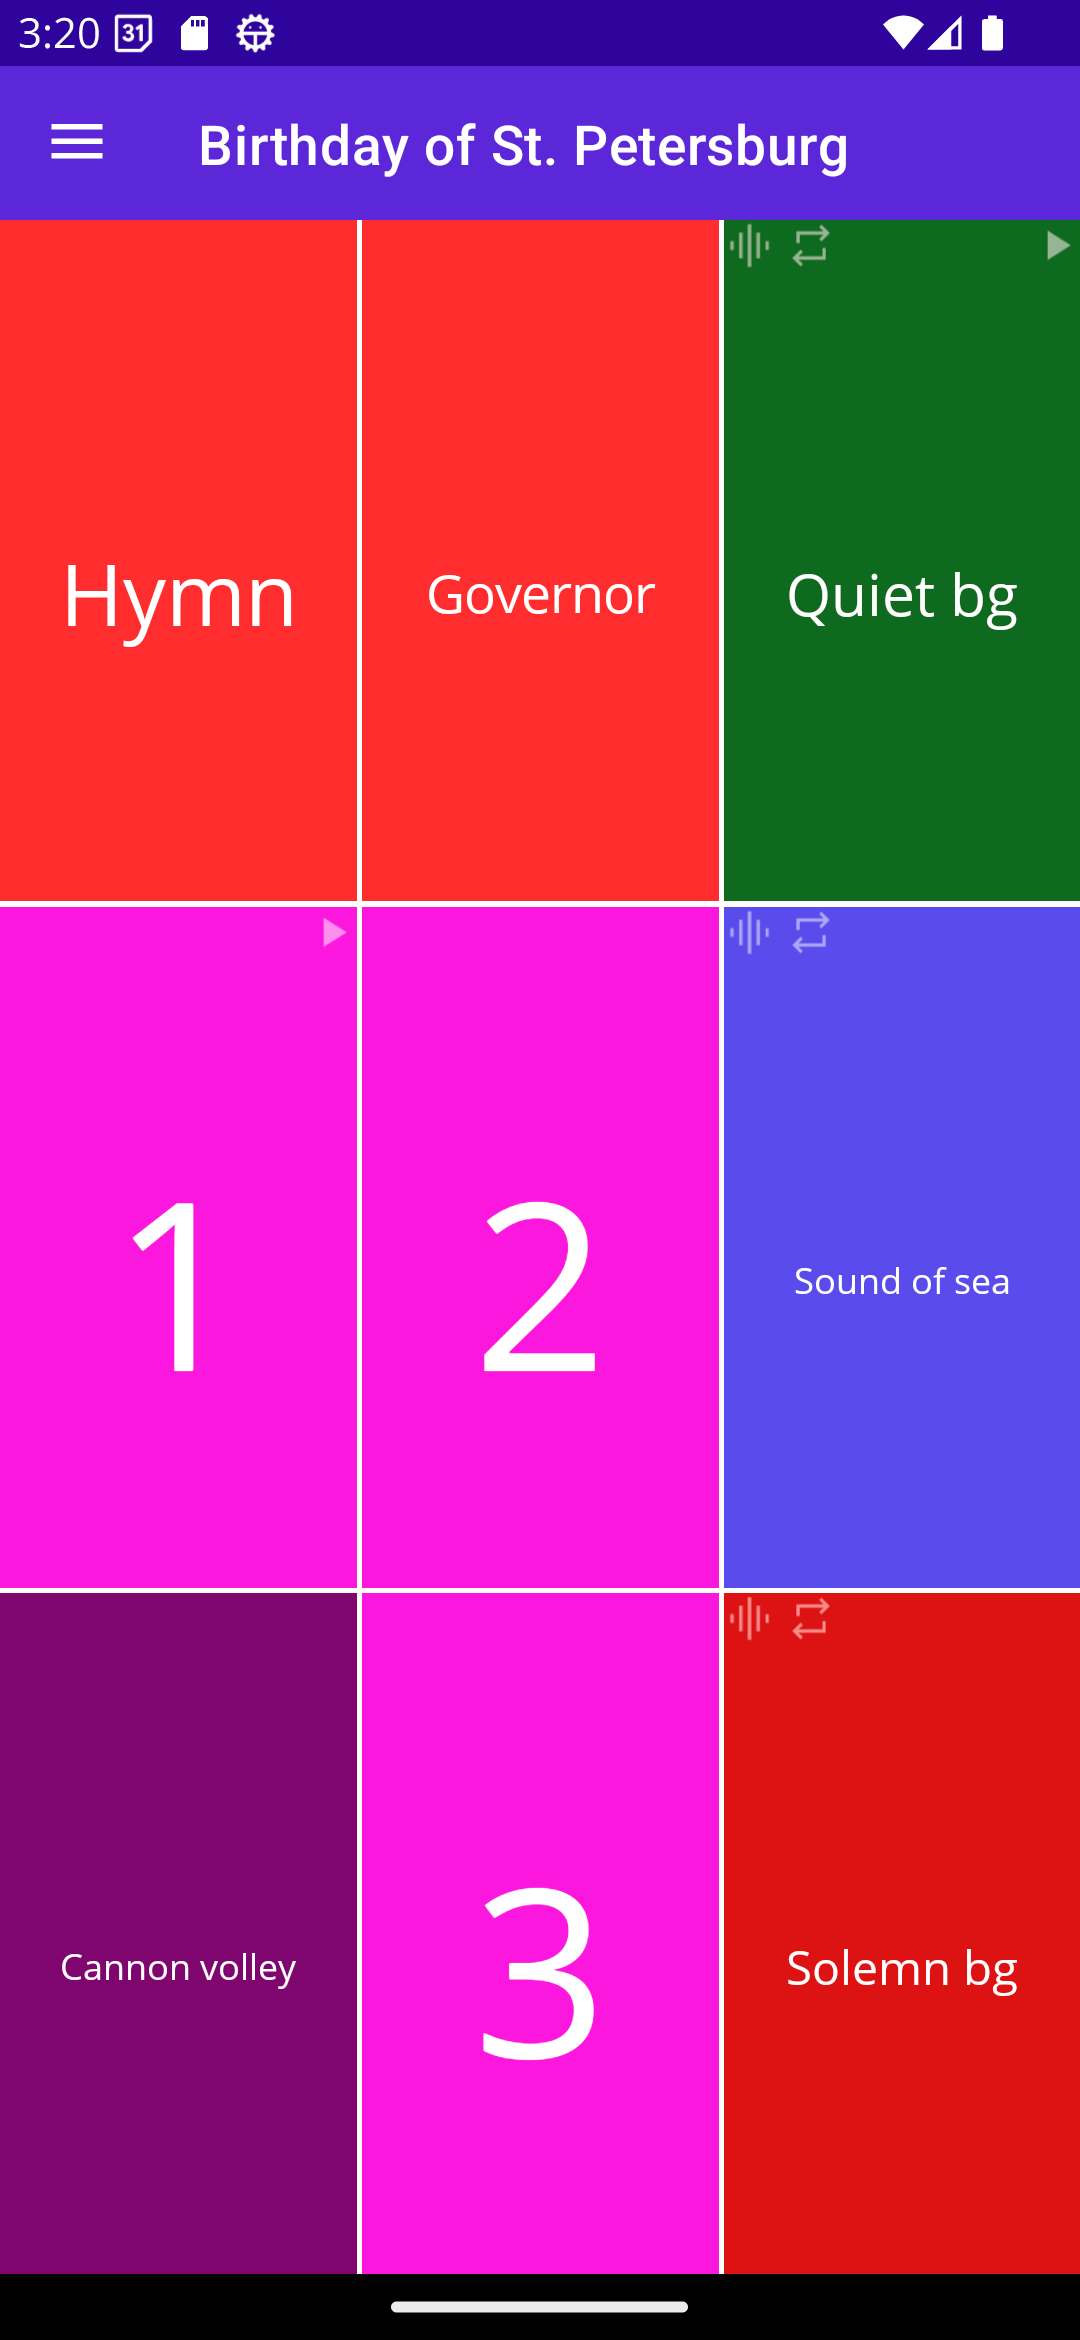 3:20 31
Birthday of St. Petersburg
Hymn
Governor
Quiet bg
1
2
Sound of sea
Cannon volley
3
Solemn bg